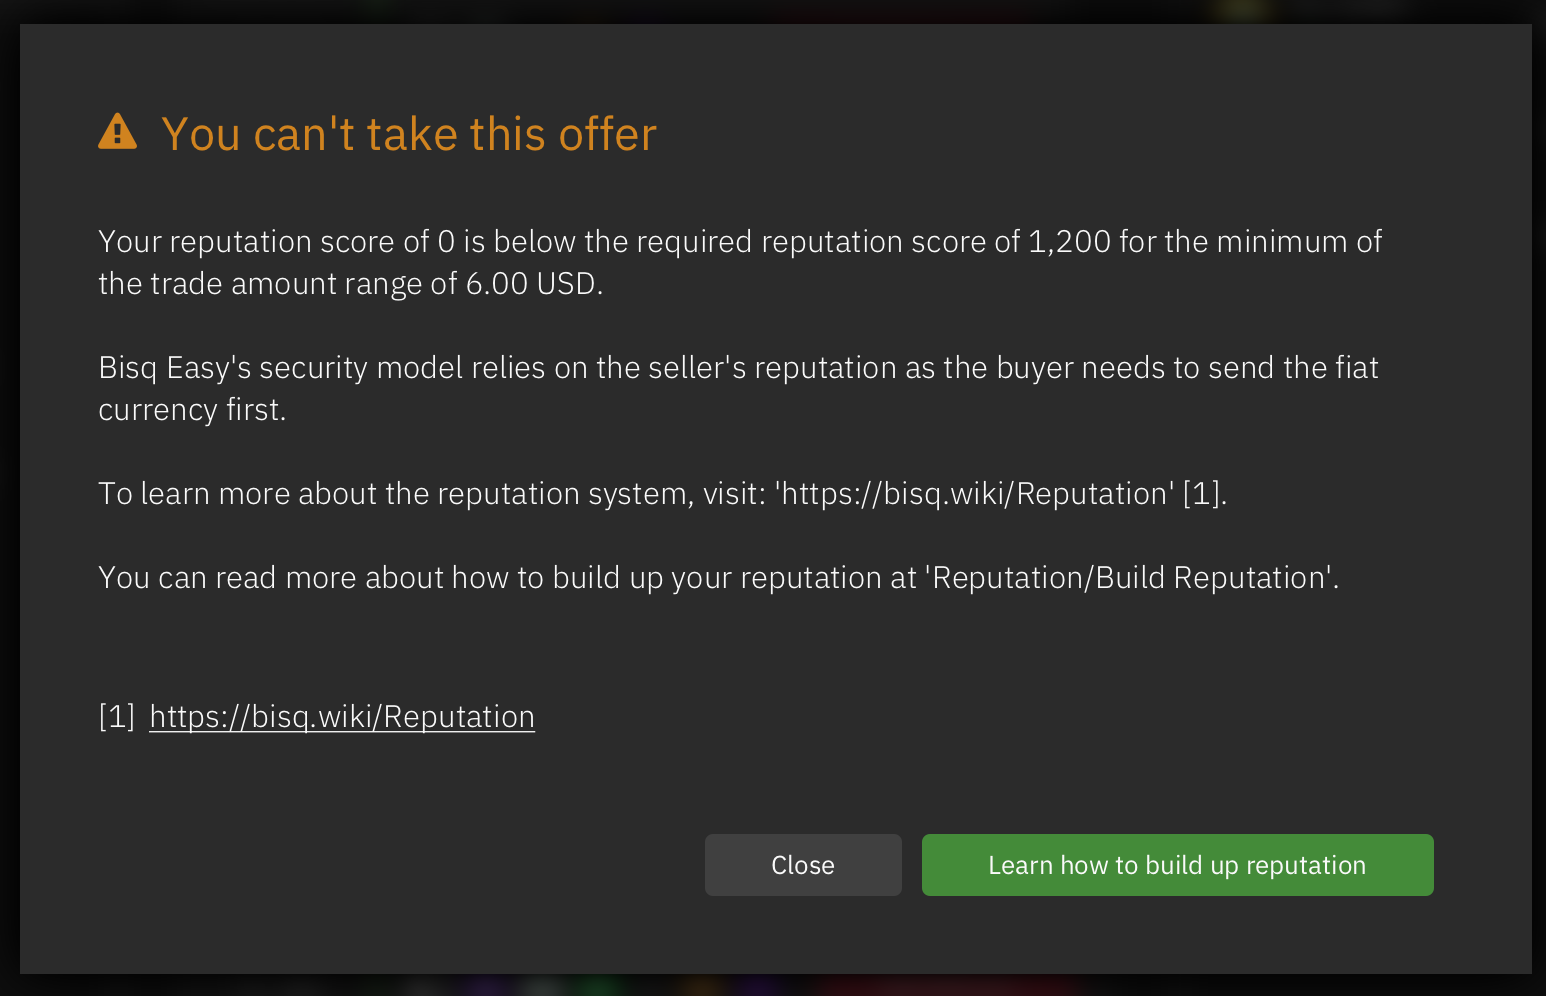 You can't take this offer
Your reputation score of 0 is below the required reputation score of 1,200 for the minimum of
the trade amount range of 6.00 USD.
Bisq Easy's security model relies on the seller's reputation as the buyer needs to send the fiat
currency first.
To learn more about the reputation system, visit: 'https://bisq.wiki/Reputation' [1].
You can read more about how to build up your reputation at 'Reputation/Build Reputation'.
[1] https://bisq.wiki/Reputation
Close
Learn how to build up reputation